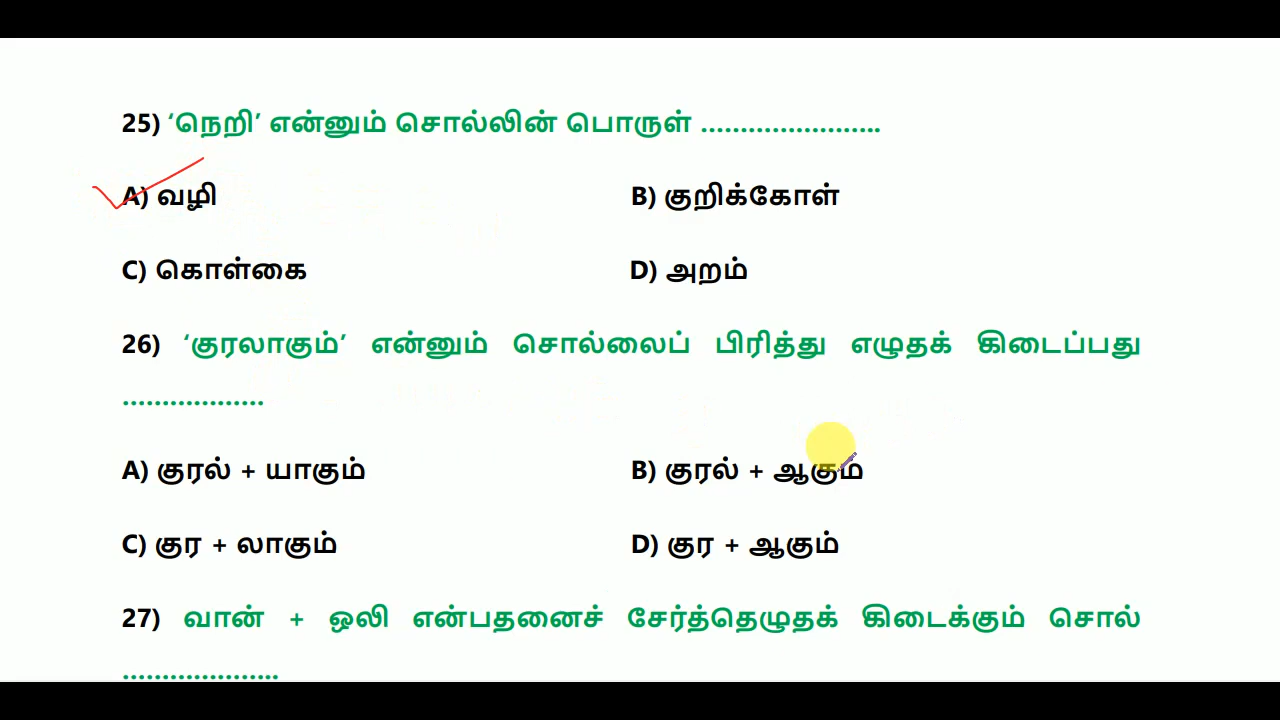 25) ‘நெறி’ என்னும் சொல்லின் பொருள் .......................
A) வழி B) குறிக்கோள்
C) கொள்கை D) அறம்
26) ‘குரலாகும்’ என்னும் சொல்லைப் பிரித்து எழுதக் கிடைப்பது
..................
A) குரல் + யாகும் B) குரல் + ஆகும்
C) குர + லாகும் D) குர + ஆகும்
27) வான் + ஒலி என்பதனைச் சேர்த்தெழுதக் கிடைக்கும் சொல்
....................